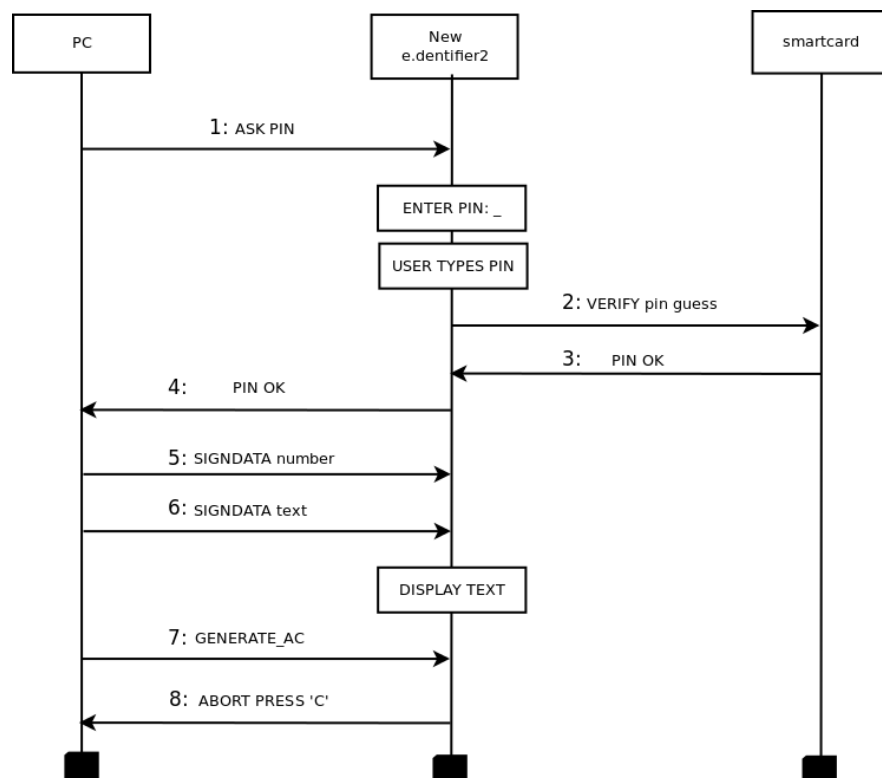 PC
New
e.dentifier2
smartcard
1: ASK PIN
ENTER PIN: _
USER TYPES PIN
2: VERIFY pin guess
3: PIN OK
4: PIN OK
5: SIGNDATA number
6: SIGNDATA text
DISPLAY TEXT
7: GENERATE_AC
8: ABORT PRESS 'C'